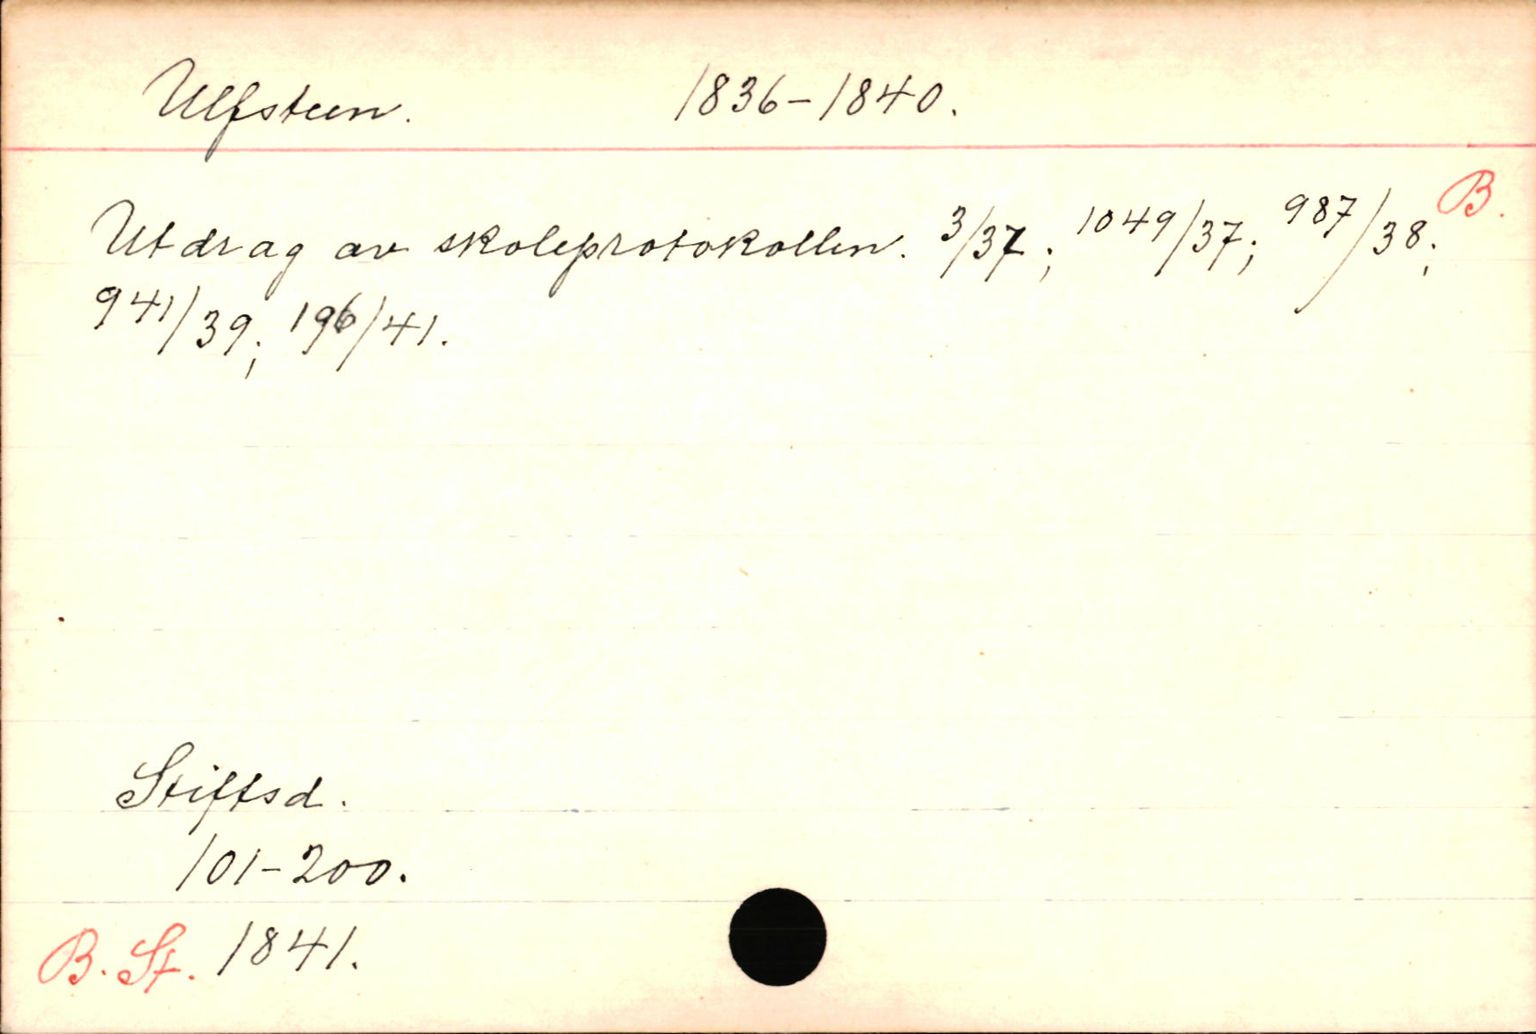 Ulfsteen. 1836-1840.
B.
Utdrag av skoleprotokollen. 3/37; 1049/37; 987/38;
941/39; 196/41.
Stiftsd.
101-200.
B. St. 1841.